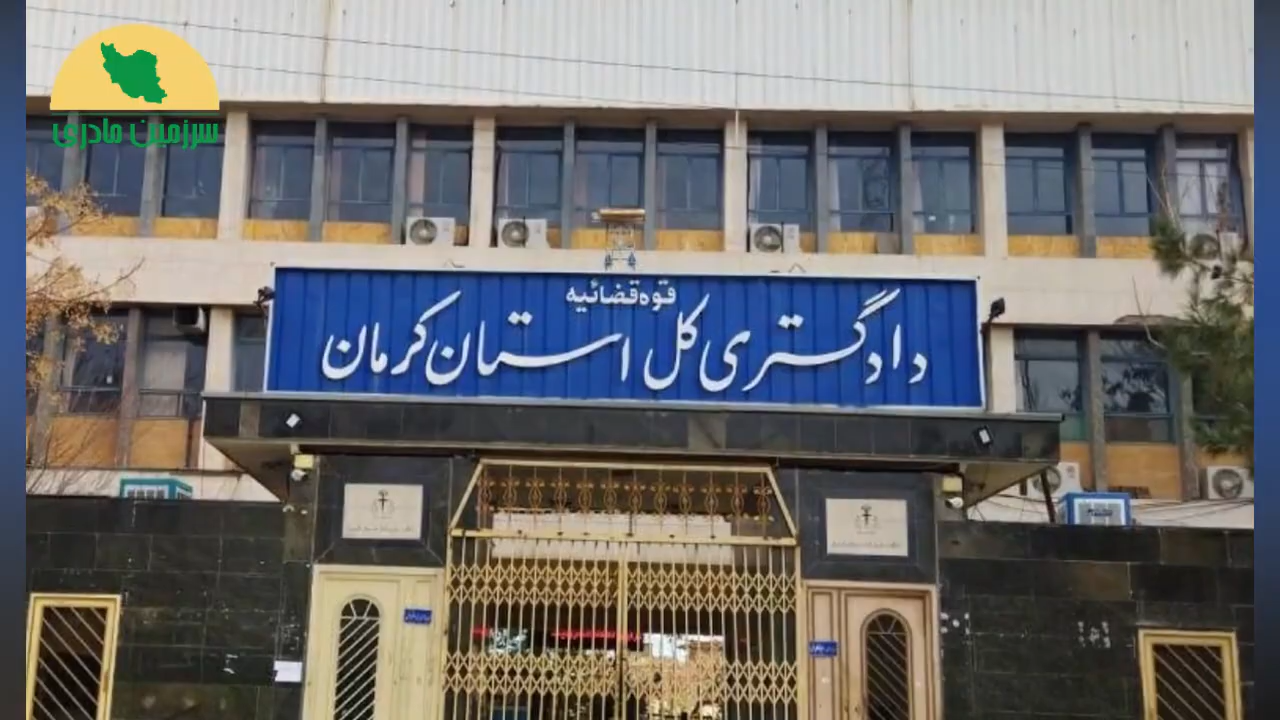 سرزمین مادری
قوه قضائیه
دادگستری کل استان کرمان